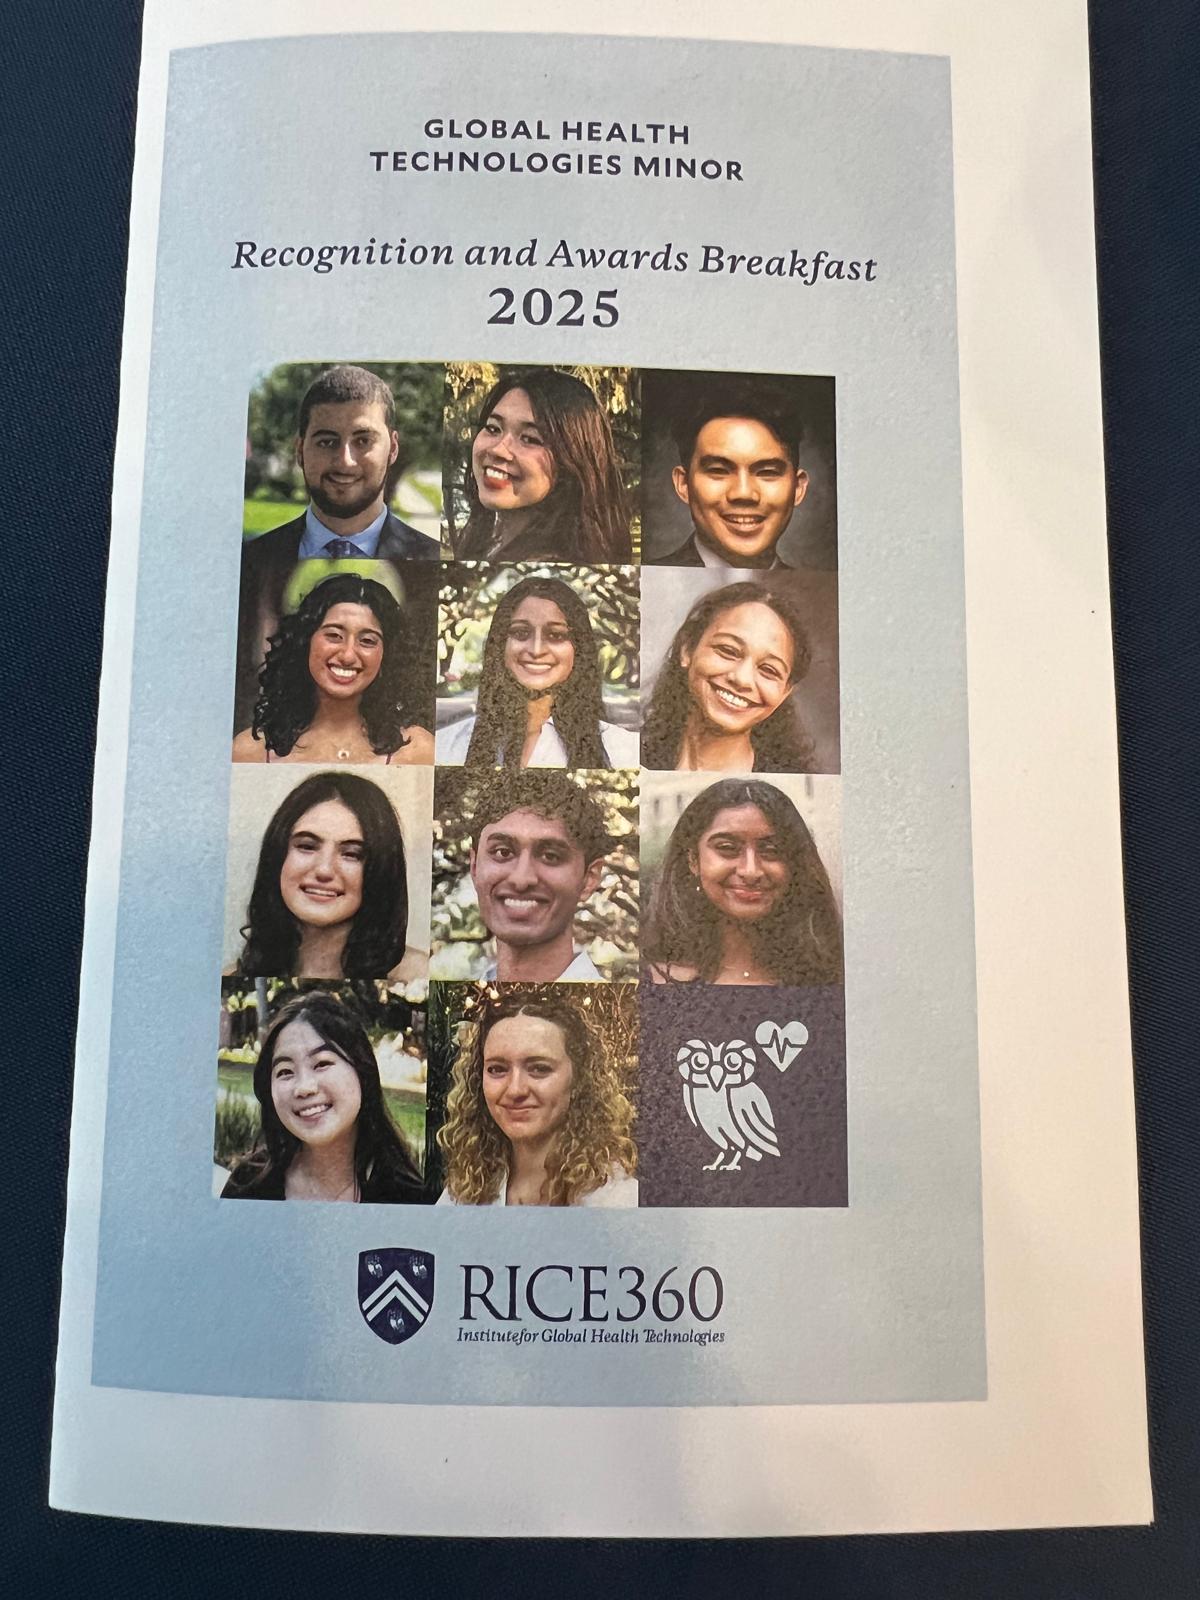 GLOBAL HEALTH
TECHNOLOGIES MINOR
Recognition and Awards Breakfast
2025
RICE360
Institute for Global Health Technologies